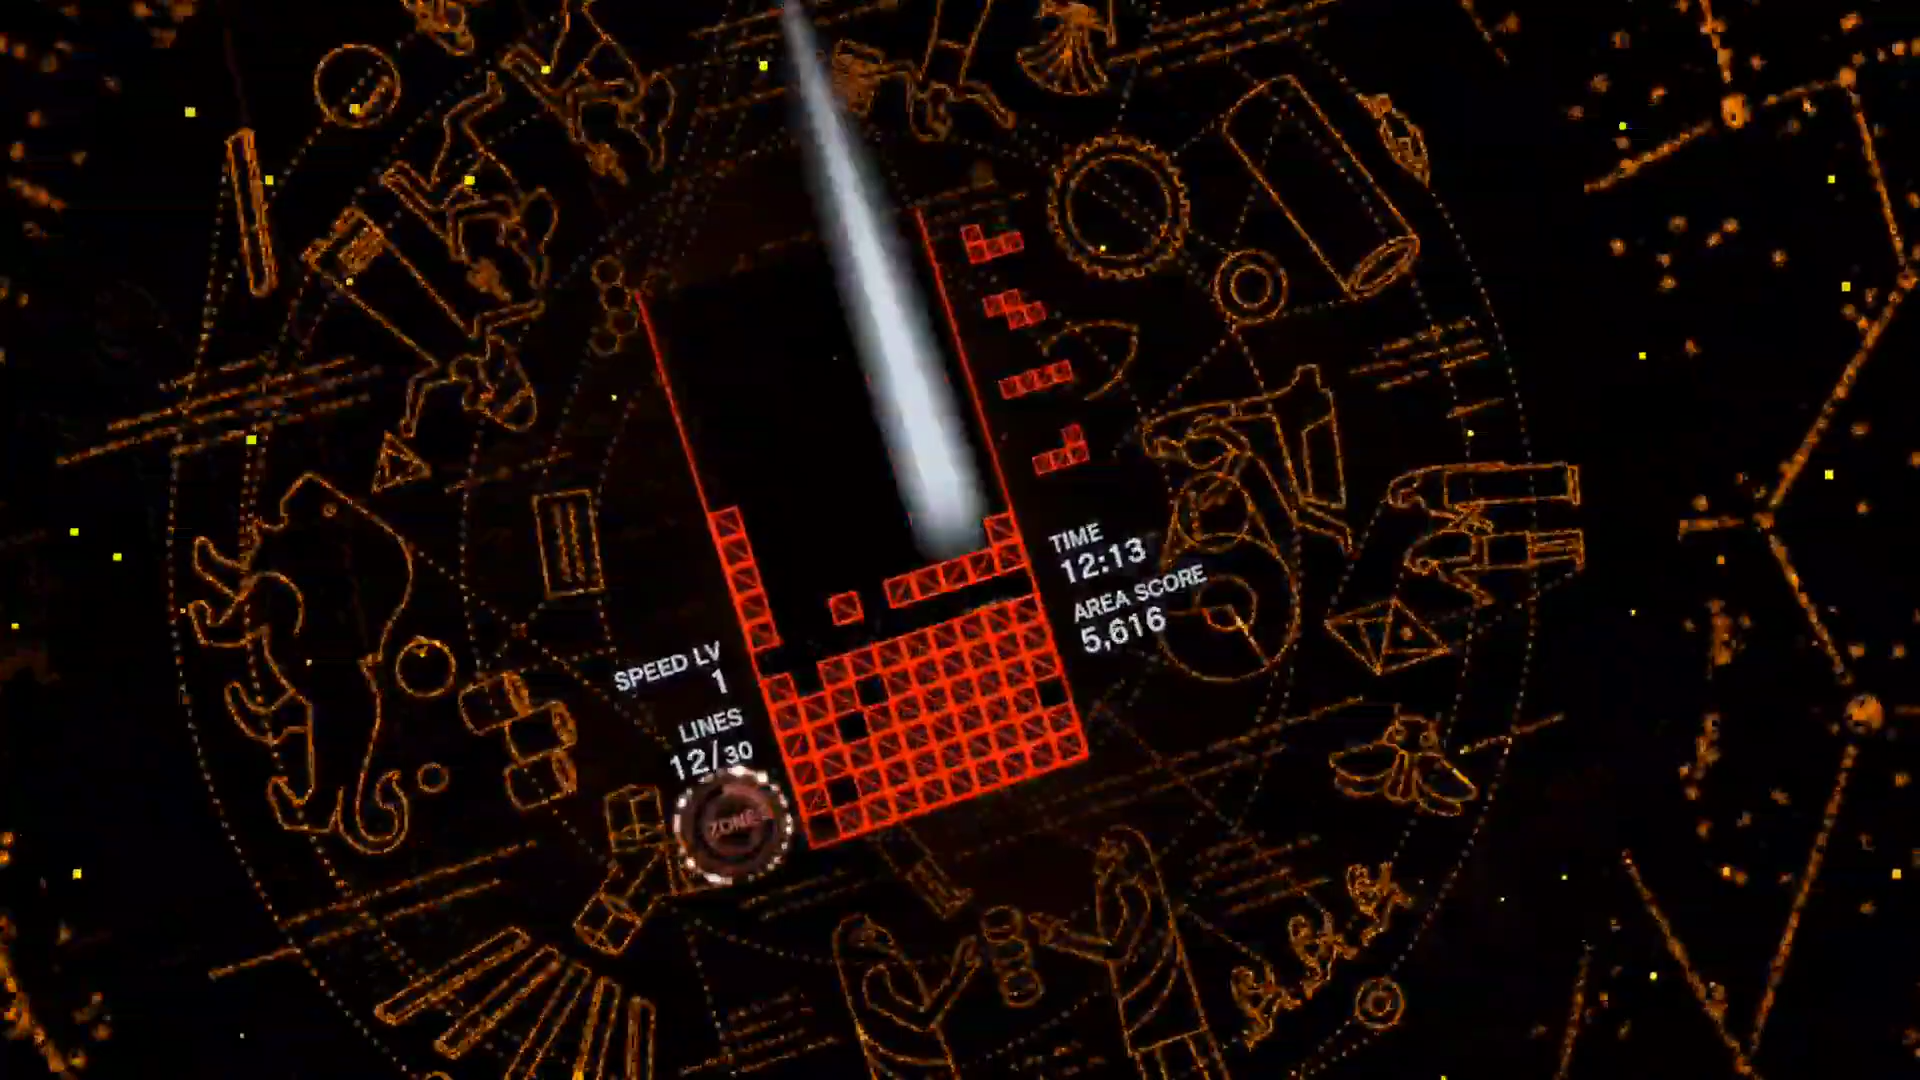 TIME
12:13
AREA SCORE
5,616
SPEED LV
1
LINES
12/30
ZONE